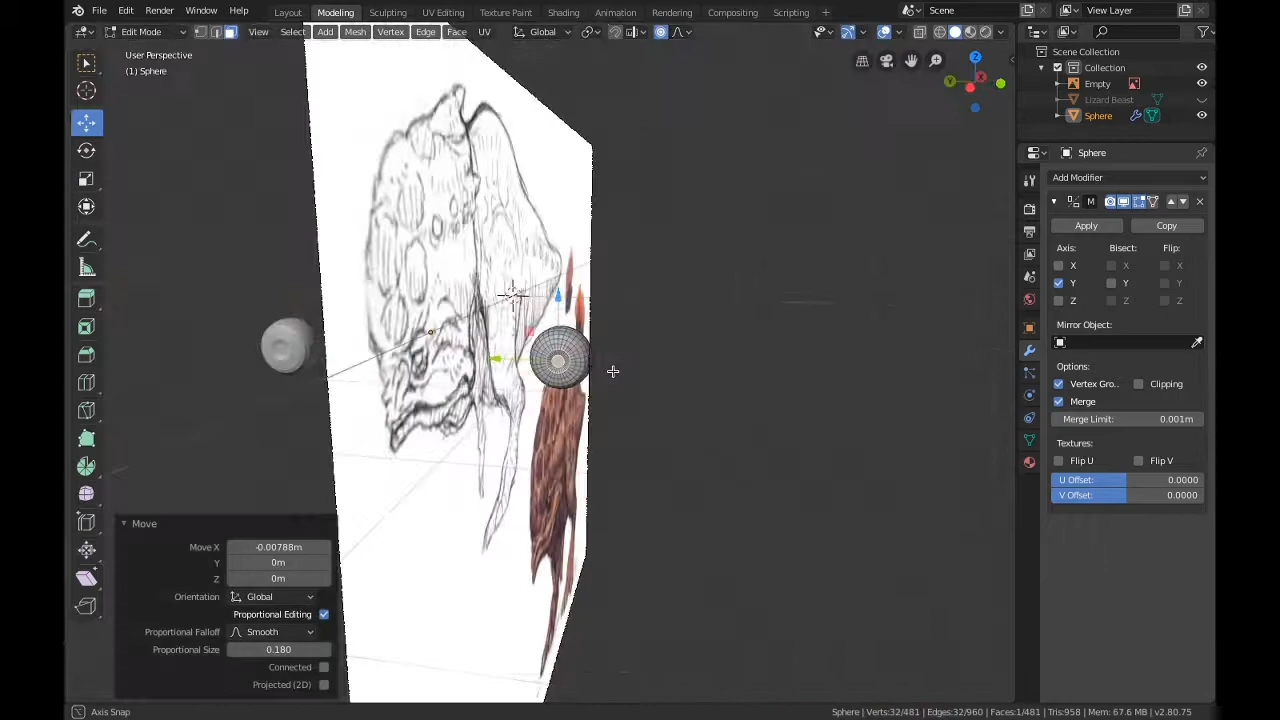 File Edit Render Window Help Layout Modeling Sculpting UV Editing Texture Paint Shading Animation Rendering Compositing Scripting + Scene View Layer
Edit Mode View Select Add Mesh Vertex Edge Face UV Global
User Perspective
(1) Sphere
Z
Y
X
Scene Collection
Collection
Empty
Lizard Beast
Sphere
Sphere
Add Modifier
M
Apply Copy
Axis: Bisect: Flip:
X X X
Y Y Y
Z Z Z
Mirror Object:
Options:
Vertex Gro.. Clipping
Merge
Merge Limit: 0.001m
Textures:
Flip U Flip V
U Offset: 0.0000
V Offset: 0.0000
Move
Move X -0.00788m
Y 0m
Z 0m
Orientation Global
Proportional Editing
Proportional Falloff Smooth
Proportional Size 0.180
Connected
Projected (2D)
Axis Snap Sphere | Verts:32/481 | Edges:32/960 | Faces:1/481 | Tris:958 | Mem: 67.6 MB | v2.80.75